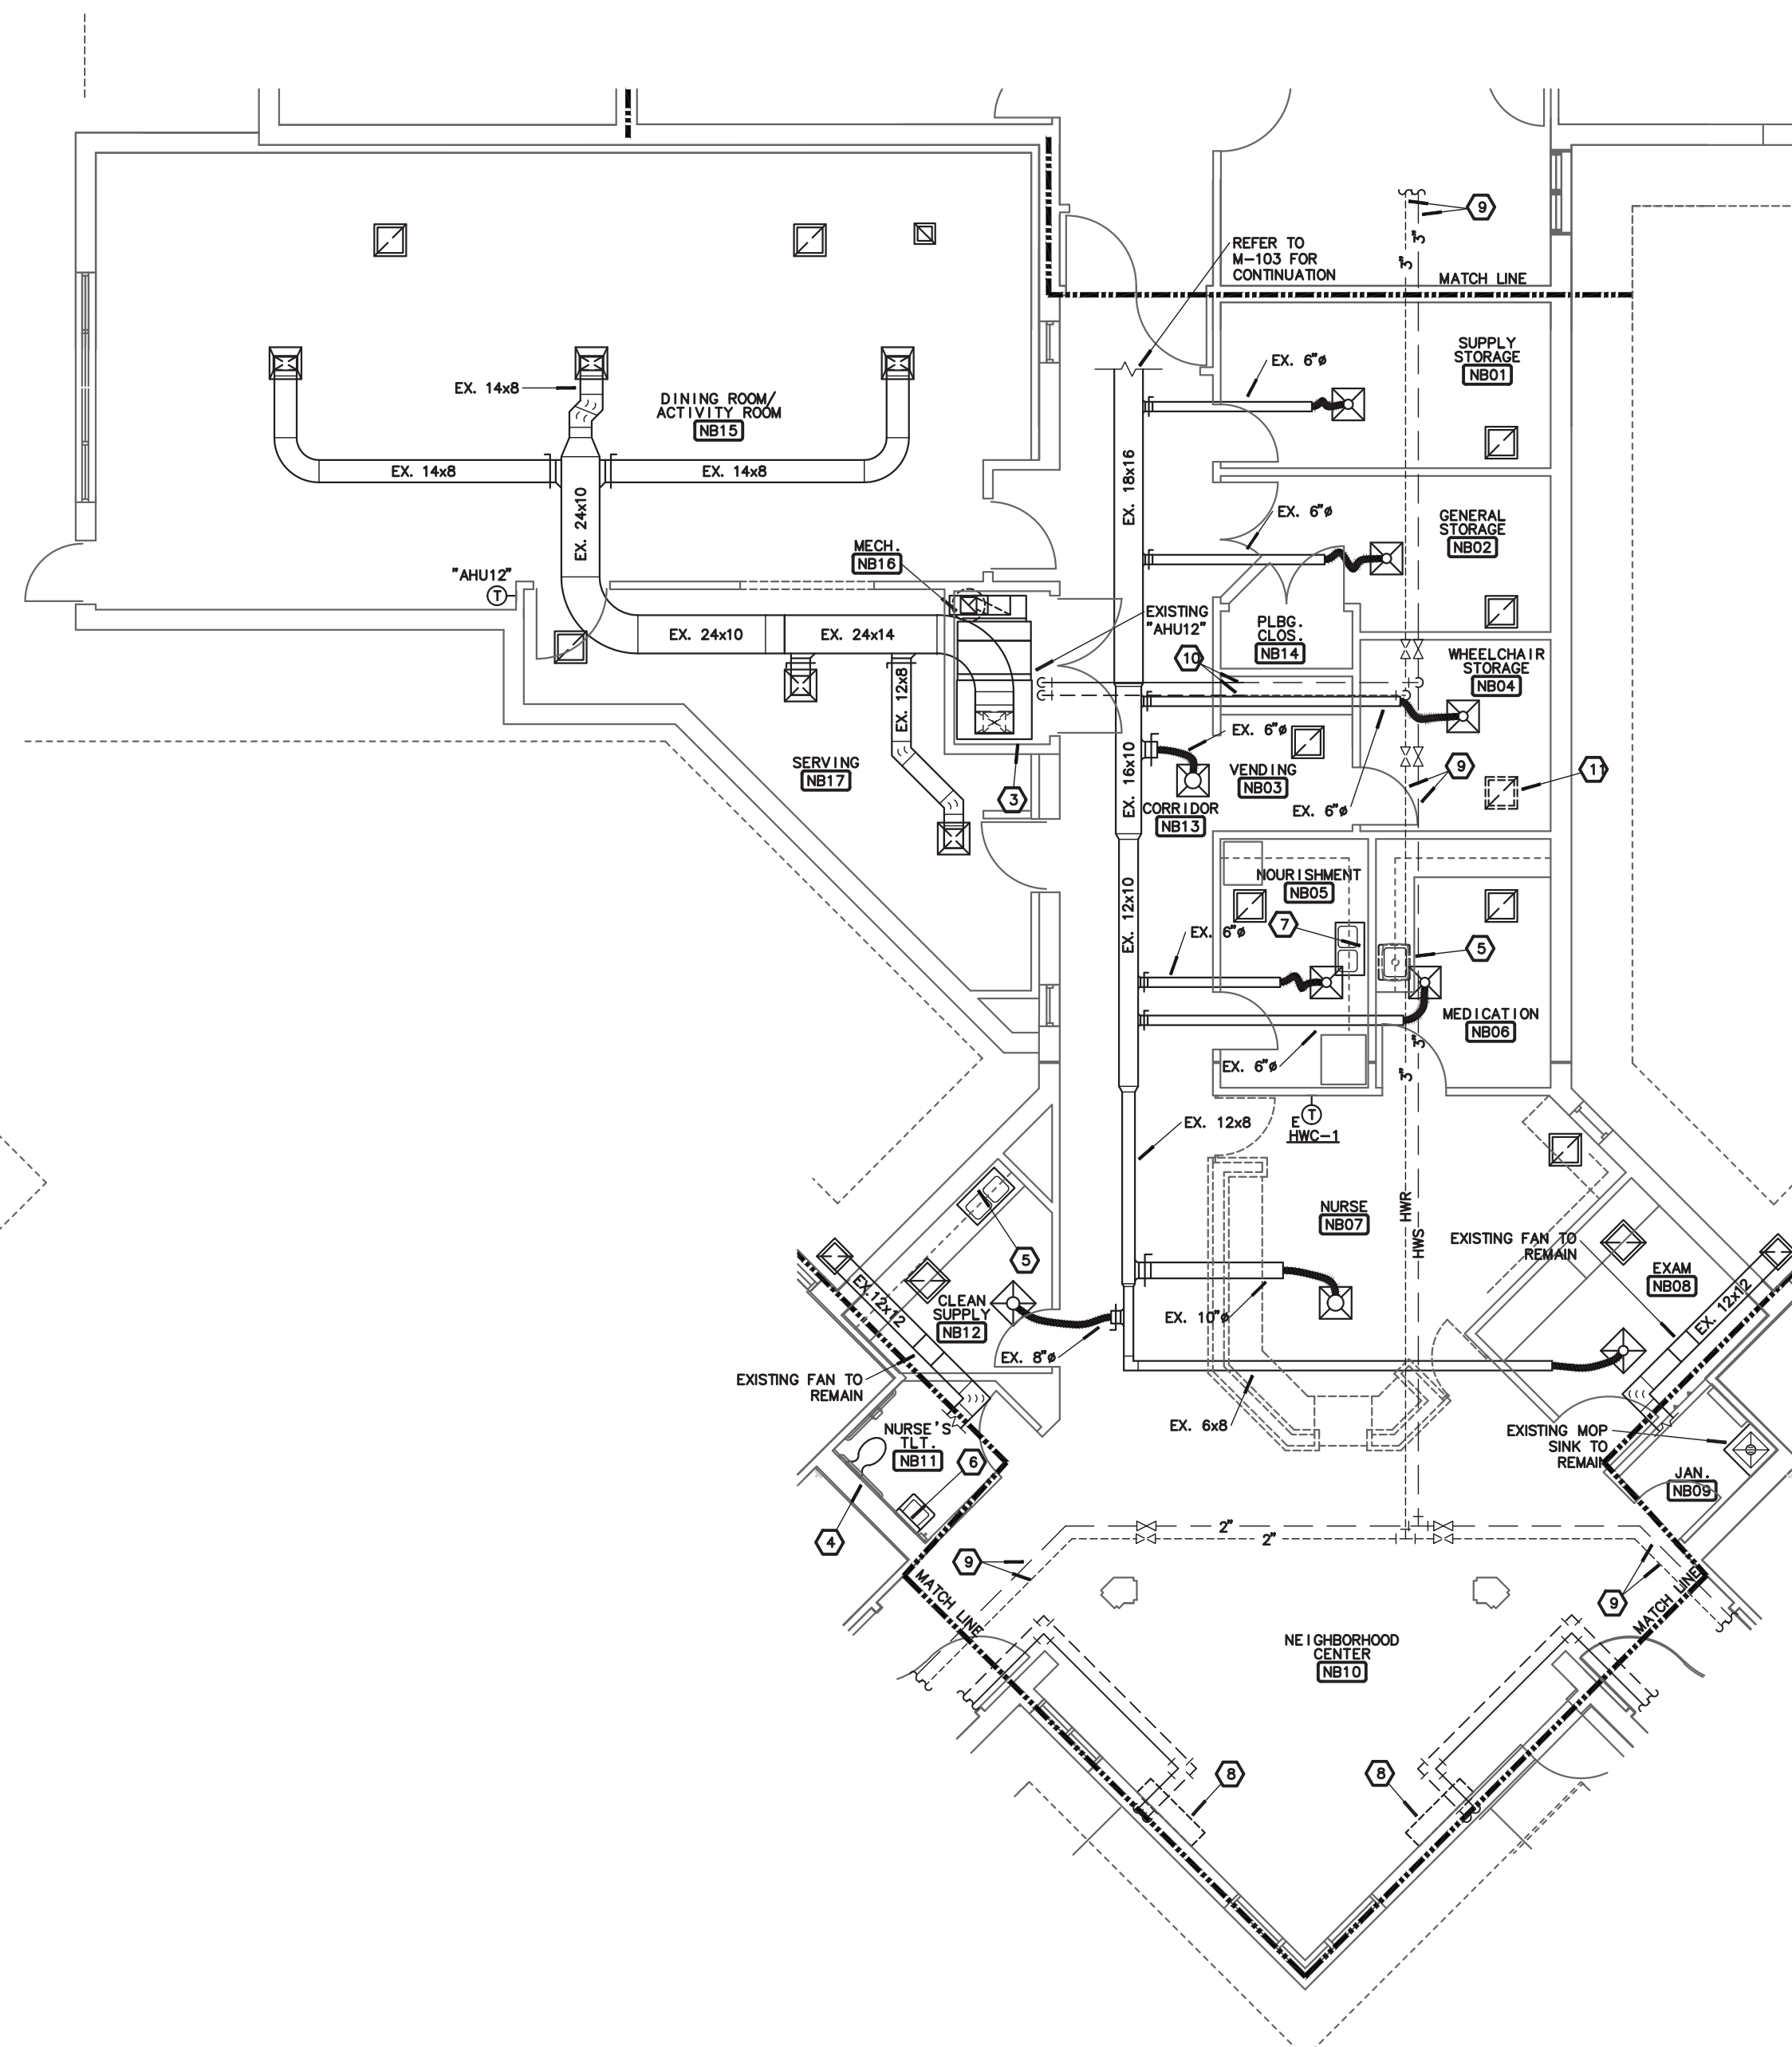 9
3"
3"
REFER TO
M-103 FOR
CONTINUATION
MATCH LINE
SUPPLY
STORAGE
NB01
EX. 6"ø
EX. 14x8
DINING ROOM/
ACTIVITY ROOM
NB15
EX. 14x8
EX. 14x8
EX. 24x10
EX. 18x16
EX. 6"ø
GENERAL
STORAGE
NB02
MECH.
NB16
"AHU12"
T
EXISTING
"AHU12"
EX. 24x10
EX. 24x14
PLBG.
CLOS.
NB14
10
WHEELCHAIR
STORAGE
NB04
EX. 12x8
EX. 6"ø
SERVING
NB17
EX. 16x10
VENDING
NB03
9
11
3
CORRIDOR
NB13
EX. 6"ø
NOURISHMENT
NB05
EX. 12x10
7
EX. 6"ø
5
MEDICATION
NB06
3"
3"
EX. 6"ø
EX. 12x8
E
T
HWC-1
NURSE
NB07
HWR
HWS
EXISTING FAN TO
REMAIN
5
EXAM
NB08
EX. 12x12
EX. 12x12
CLEAN
SUPPLY
NB12
EX. 10"ø
EX. 8"ø
EXISTING FAN TO
REMAIN
EX. 6x8
NURSE'S
TLT.
NB11
6
EXISTING MOP
SINK TO
REMAIN
JAN.
NB09
4
2"
2"
9
9
MATCH LINE
MATCH LINE
NEIGHBORHOOD
CENTER
NB10
8
8